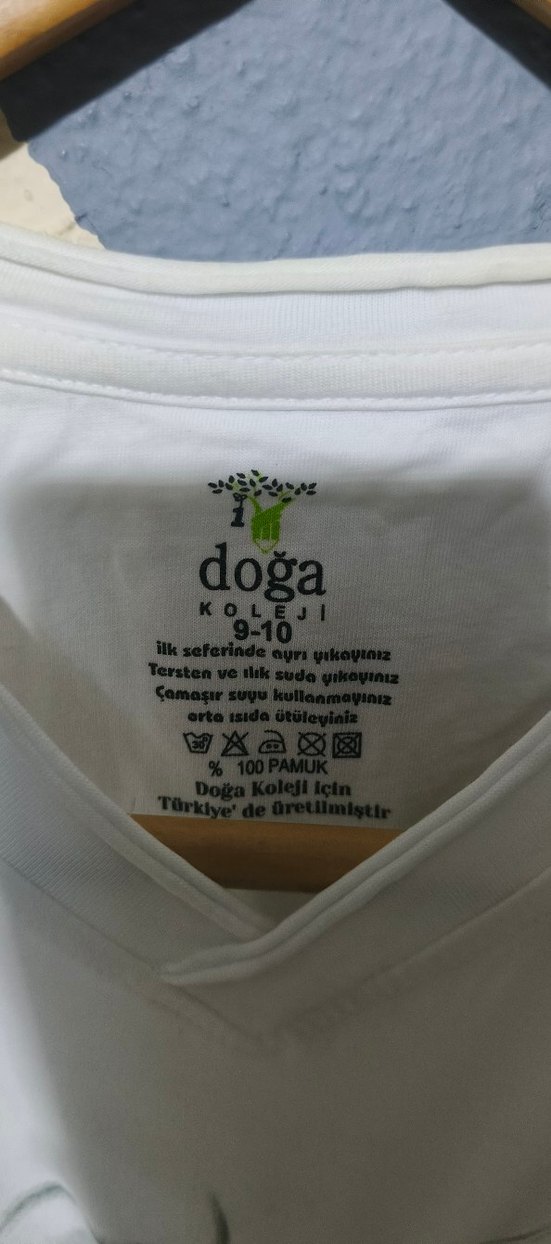 i
doğa
KOLEJİ
9-10
ilk seferinde ayrı yıkayınız
Tersten ve ılık suda yıkayınız
Çamaşır suyu kullanmayınız
orta ısıda ütüleyiniz
30°
% 100 PAMUK
Doğa Koleji için
Türkiye' de üretilmiştir